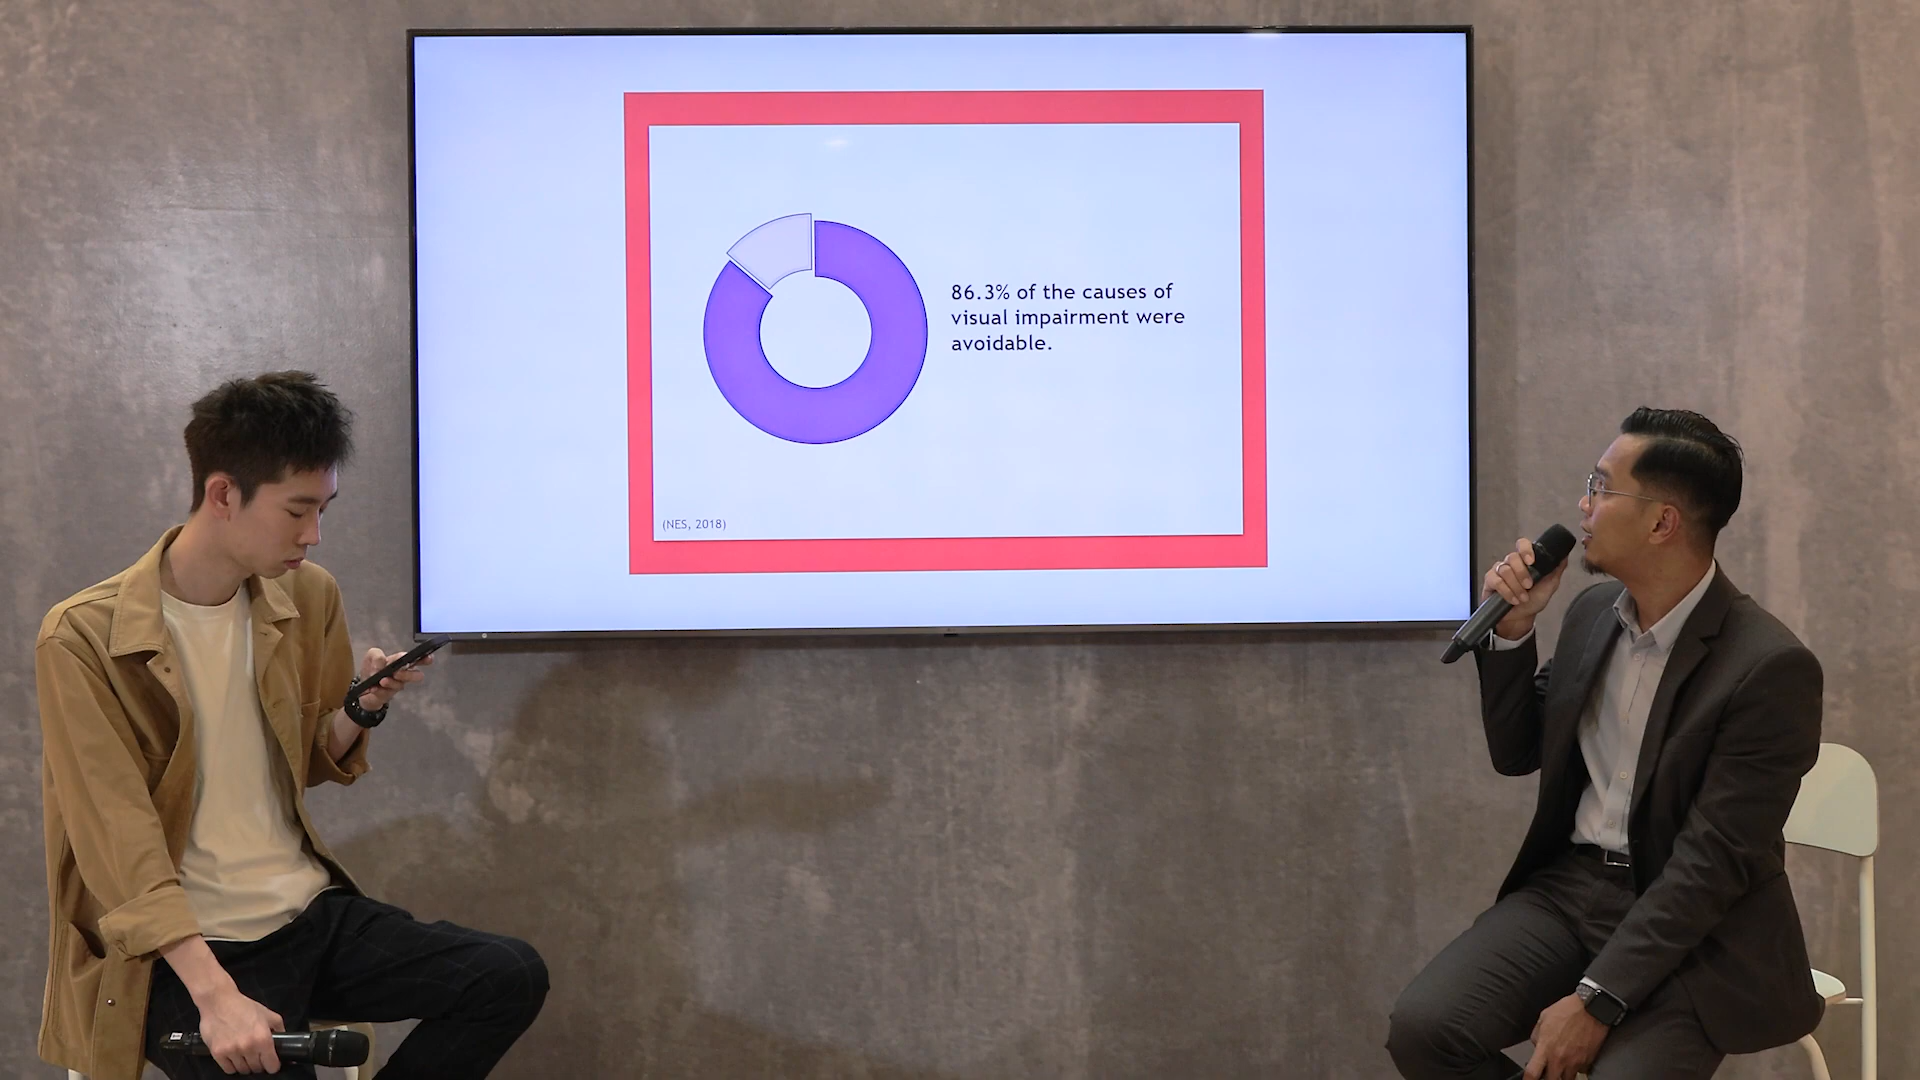 86.3% of the causes of
visual impairment were
avoidable.
(NES, 2018)